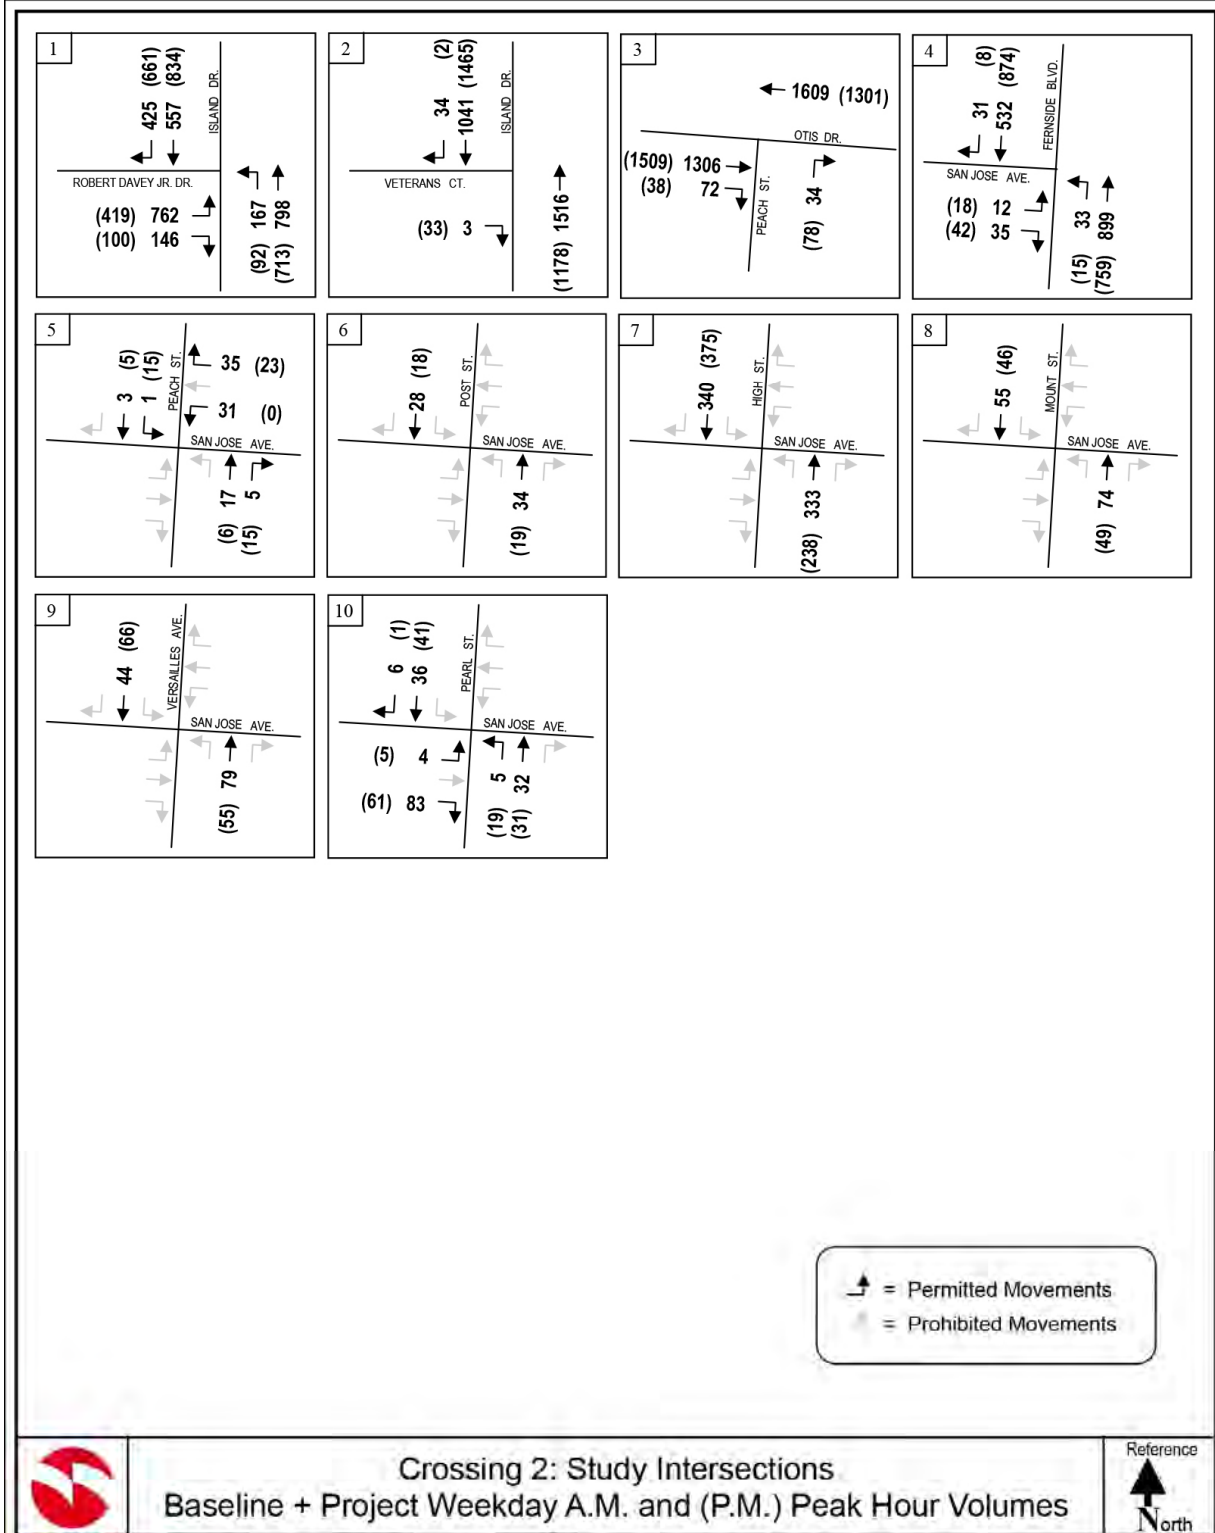 1
425 (661)
557 (834)
ISLAND DR.
ROBERT DAVEY JR. DR.
(419) 762
(100) 146
(92) 167
(713) 798
2
34 (2)
1041 (1465)
ISLAND DR.
VETERANS CT.
(33) 3
(1178) 1516
3
1609 (1301)
OTIS DR.
(1509) 1306
(38) 72
PEACH ST.
(78) 34
4
31 (8)
532 (874)
FERNSIDE BLVD.
SAN JOSE AVE.
(18) 12
(42) 35
(15) 33
(759) 899
5
3 (5)
1 (15)
PEACH ST.
35 (23)
31 (0)
SAN JOSE AVE.
(6) 17
(15) 5
6
28 (18)
POST ST.
SAN JOSE AVE.
(19) 34
7
340 (375)
HIGH ST.
SAN JOSE AVE.
(238) 333
8
55 (46)
MOUNT ST.
SAN JOSE AVE.
(49) 74
9
44 (66)
VERSAILLES AVE.
SAN JOSE AVE.
(55) 79
10
6 (1)
36 (41)
PEARL ST.
SAN JOSE AVE.
(5) 4
(61) 83
(19) 5
(31) 32
= Permitted Movements
= Prohibited Movements
Crossing 2: Study Intersections
Baseline + Project Weekday A.M. and (P.M.) Peak Hour Volumes
Reference
North